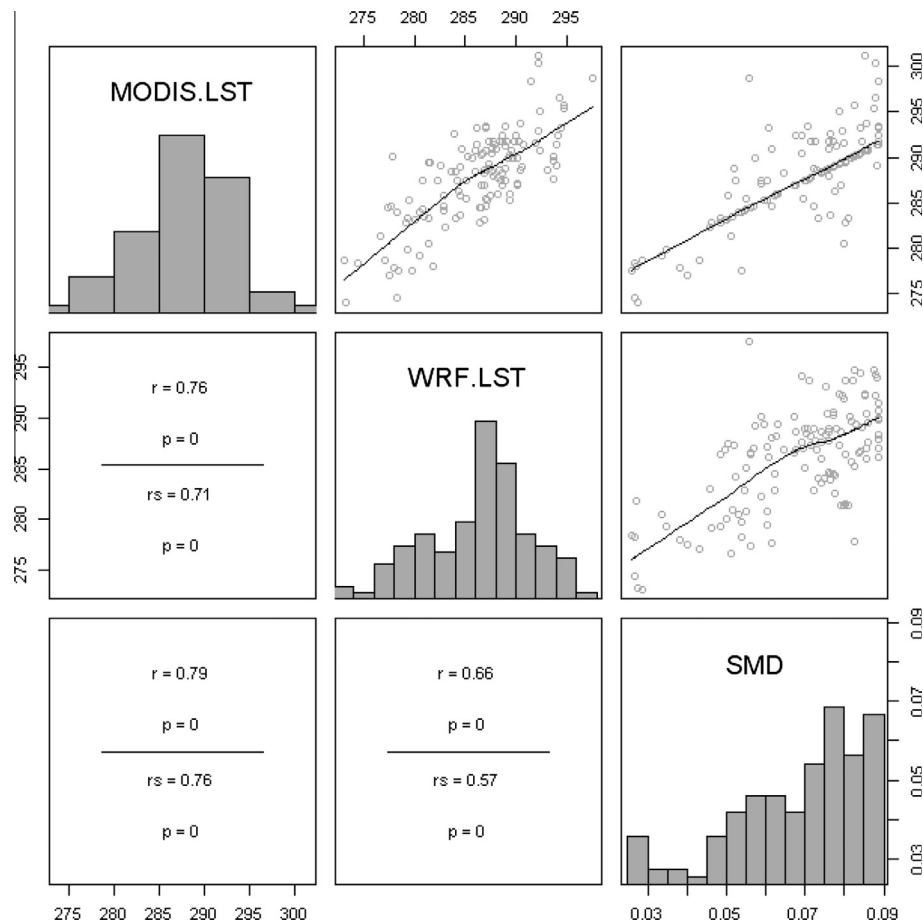 275 280 285 290 295
MODIS.LST
300
295
290
285
280
275
295
290
285
280
275
r = 0.76
p = 0
rs = 0.71
p = 0
WRF.LST
r = 0.79
p = 0
rs = 0.76
p = 0
r = 0.66
p = 0
rs = 0.57
p = 0
SMD
0.09
0.07
0.05
0.03
275 280 285 290 295 300
0.03 0.05 0.07 0.09